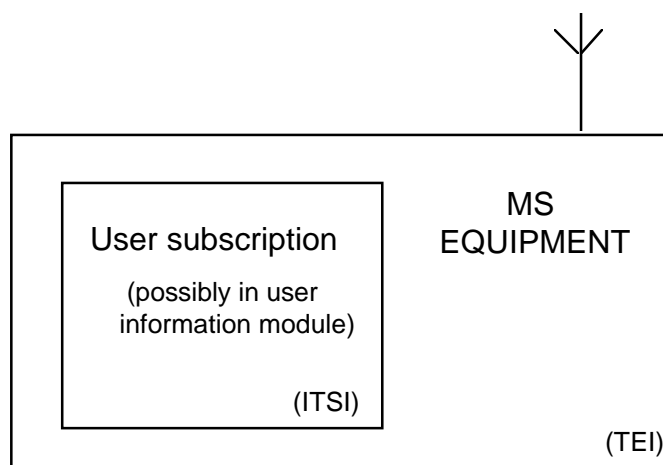 User subscription
(possibly in user
information module)
(ITSI)
MS
EQUIPMENT
(TEI)